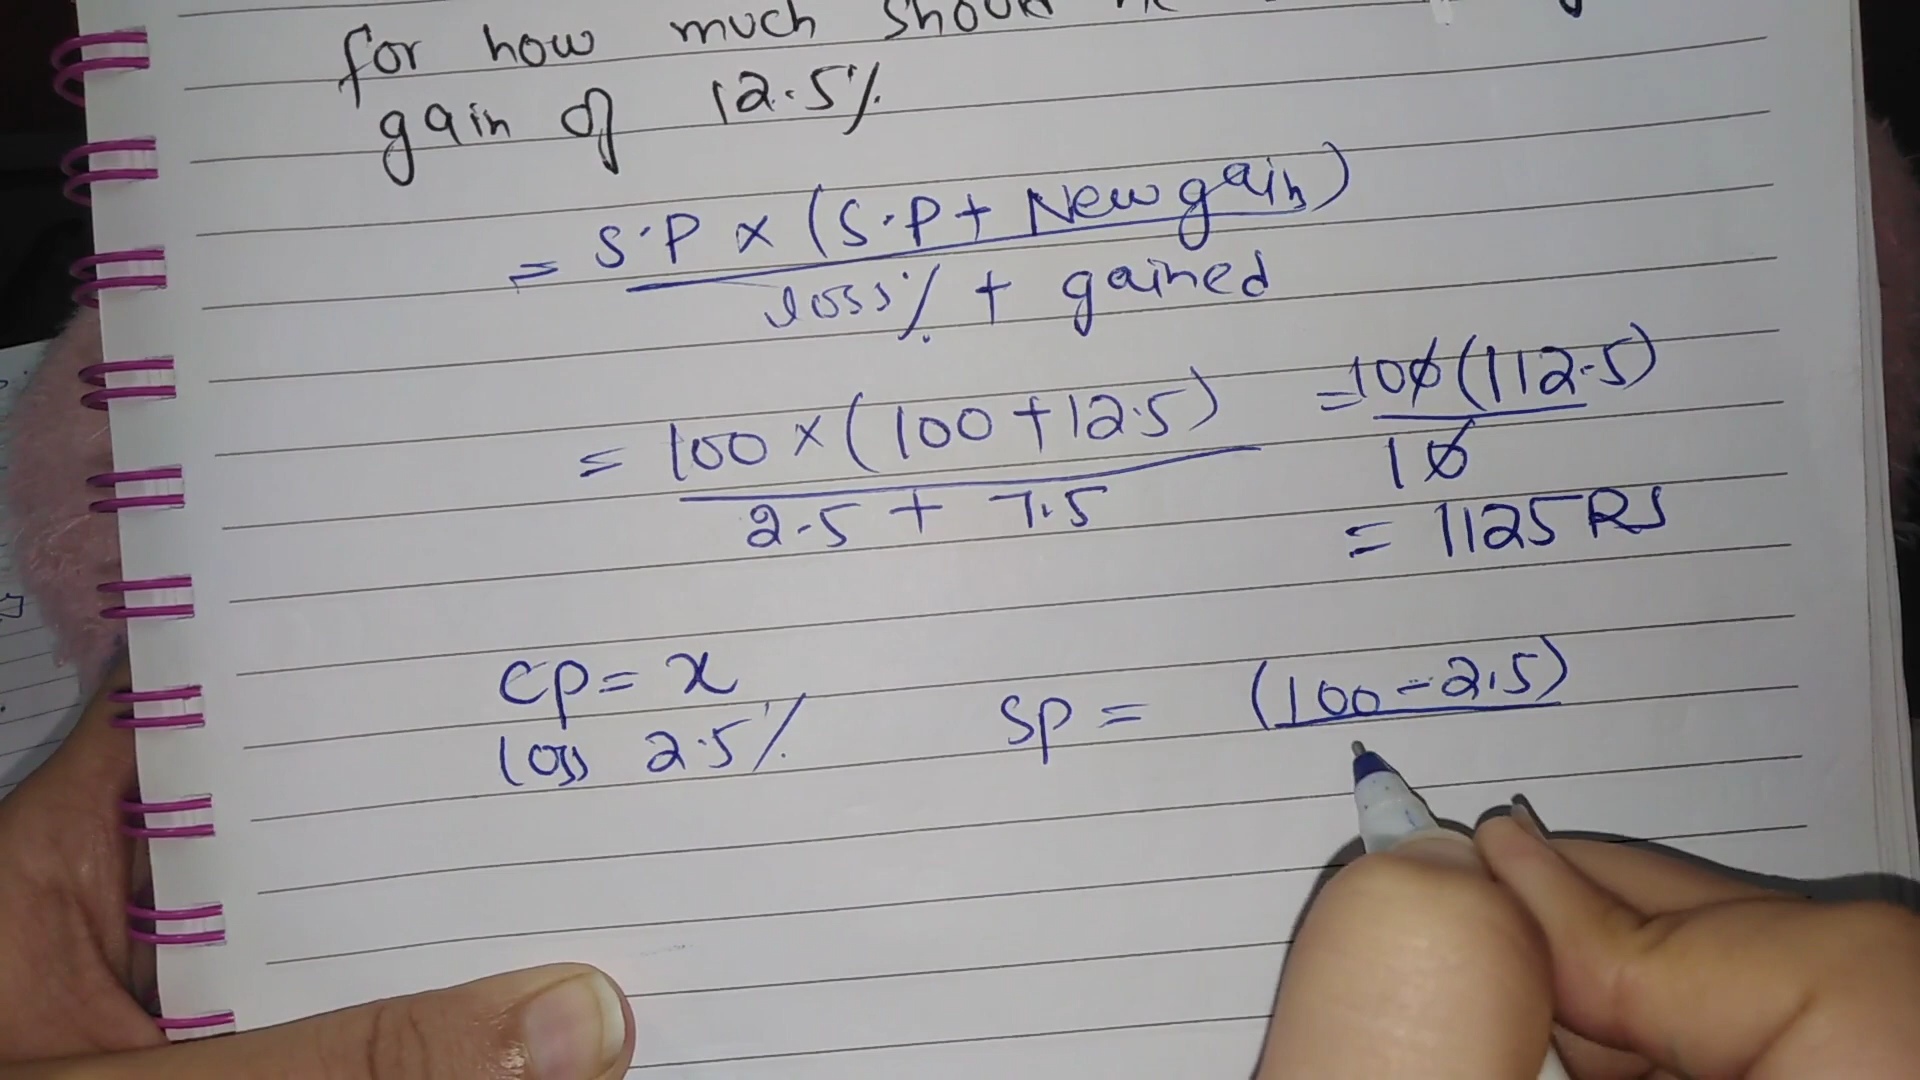 for how much should
gain of 12.5%
= S.P x (S.P + New gain)
loss% + gained
= 100 x (100 + 12.5)
2.5 + 7.5
= 100 (112.5)
10
= 1125 RS
CP = x
loss 2.5%
SP = (100 - 2.5)